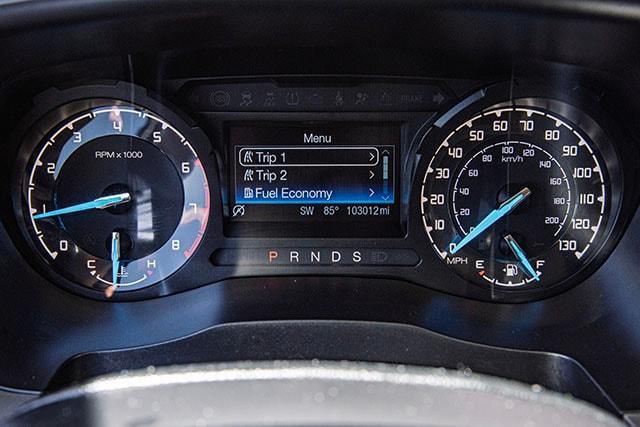 BRAKE
RPM x 1000
0 1 2 3 4 5 6 7 8
C H
Menu
Trip 1
Trip 2
Fuel Economy
SW 85° 103012mi
P R N D S
0 10 20 30 40 50 60 70 80 90 100 110 120 130
MPH
20 40 60 80 100 120 140 160 180 200
km/h
E F